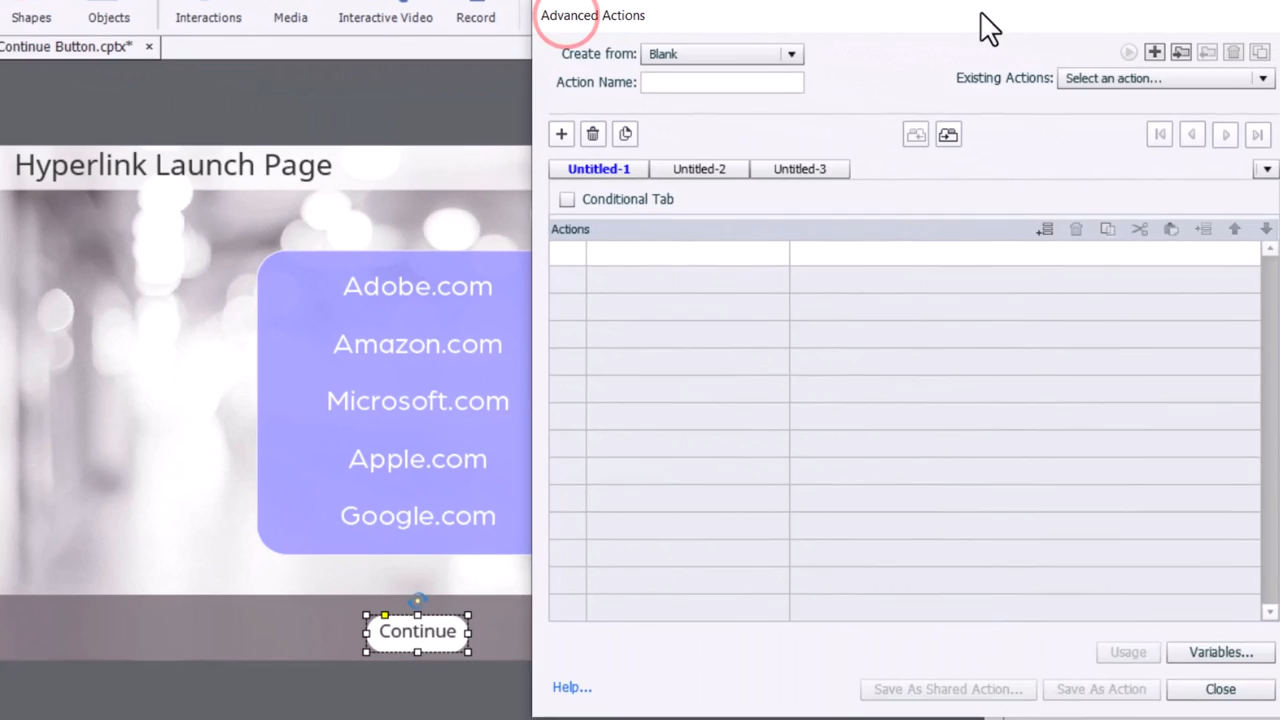 Shapes Objects Interactions Media Interactive Video Record
Continue Button.cptx* ×
Hyperlink Launch Page
Adobe.com
Amazon.com
Microsoft.com
Apple.com
Google.com
Continue
Advanced Actions
Create from: Blank
Action Name:
Existing Actions: Select an action...
Untitled-1 Untitled-2 Untitled-3
Conditional Tab
Actions
Usage Variables...
Help... Save As Shared Action... Save As Action Close